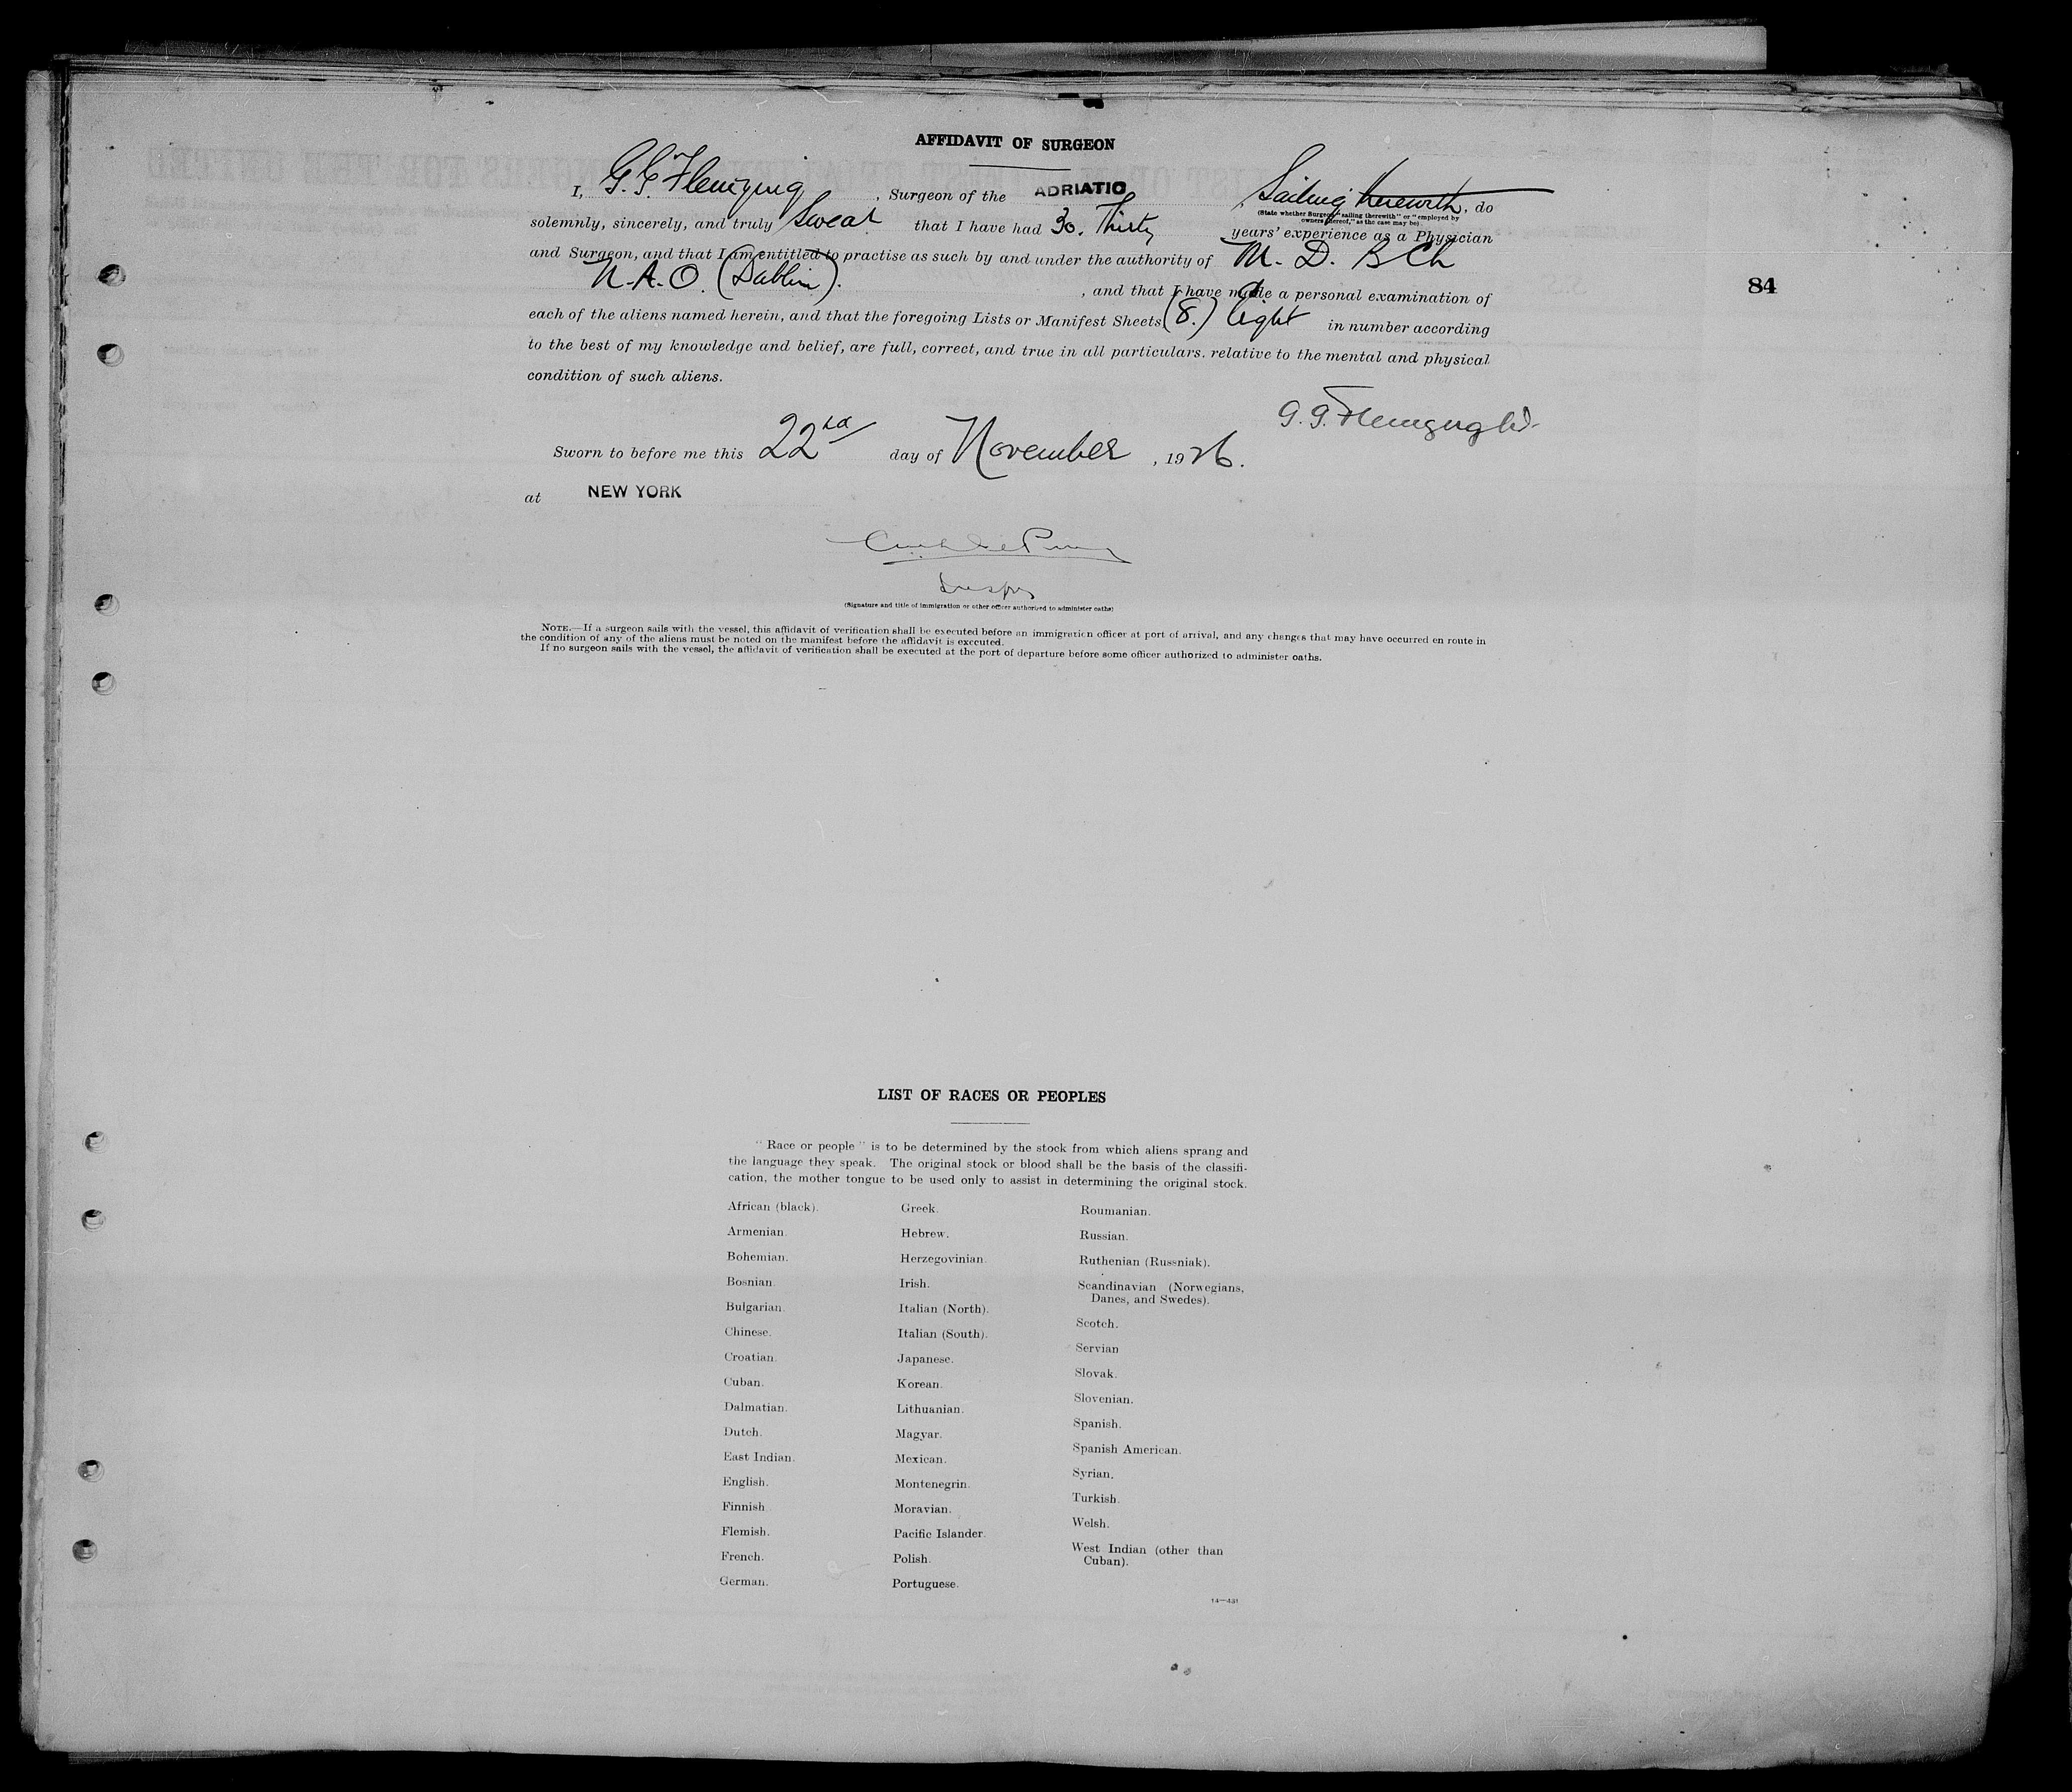 AFFIDAVIT OF SURGEON
I, G. G. Flemyng, Surgeon of the ADRIATIC Sailing therewith, do
(State whether Surgeon "sailing therewith" or "employed by
owners thereof," as the case may be)
solemnly, sincerely, and truly Swear that I have had 30. Thirty years' experience as a Physician
and Surgeon, and that I am entitled to practise as such by and under the authority of M. D. B Ch
(Dublin). , and that I have made a personal examination of
84
each of the aliens named herein, and that the foregoing Lists or Manifest Sheets (8.) Eight in number according
to the best of my knowledge and belief, are full, correct, and true in all particulars, relative to the mental and physical
condition of such aliens.
G. G. Flemyng
Sworn to before me this 22nd day of November, 1926.
at NEW YORK
(Signature and title of immigration or other officer authorized to administer oaths)
NOTE.—If a surgeon sails with the vessel, this affidavit of verification shall be executed before an immigration officer at port of arrival, and any changes that may have occurred en route in
the condition of any of the aliens must be noted on the manifest before the affidavit is executed.
If no surgeon sails with the vessel, the affidavit of verification shall be executed at the port of departure before some officer authorized to administer oaths.
LIST OF RACES OR PEOPLES
"Race or people" is to be determined by the stock from which aliens sprang and
the language they speak. The original stock or blood shall be the basis of the classifi-
cation, the mother tongue to be used only to assist in determining the original stock.
African (black).
Armenian.
Bohemian.
Bosnian.
Bulgarian.
Chinese.
Croatian.
Cuban.
Dalmatian.
Dutch.
East Indian.
English.
Finnish
Flemish.
French.
German.
Greek.
Hebrew.
Herzegovinian.
Irish.
Italian (North).
Italian (South).
Japanese.
Korean.
Lithuanian.
Magyar.
Mexican.
Montenegrin.
Moravian.
Pacific Islander.
Polish.
Portuguese.
Roumanian.
Russian.
Ruthenian (Russniak).
Scandinavian (Norwegians,
Danes, and Swedes).
Scotch.
Servian
Slovak.
Slovenian.
Spanish.
Spanish American.
Syrian.
Turkish.
Welsh.
West Indian (other than
Cuban).
14—431